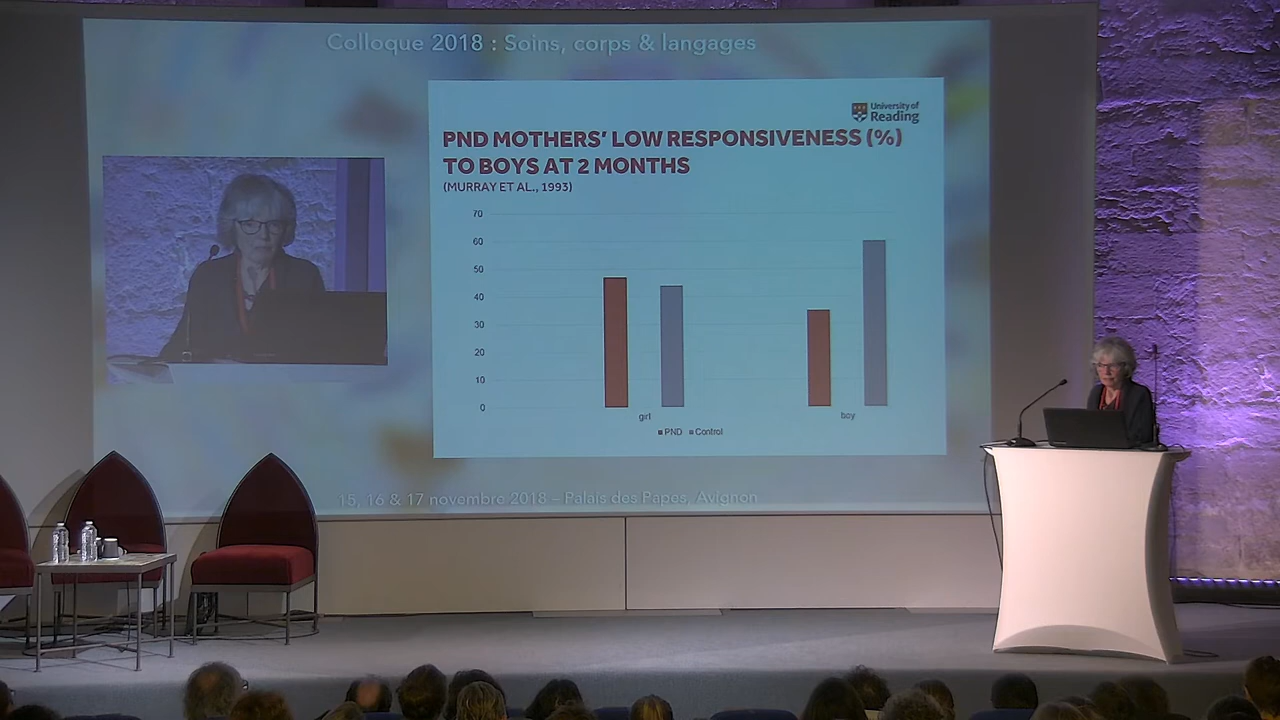 Colloque 2018 : Soins, corps & langages
University of
Reading
PND MOTHERS' LOW RESPONSIVENESS (%)
TO BOYS AT 2 MONTHS
(MURRAY ET AL., 1993)
70
60
50
40
30
20
10
0
girl
boy
PND Control
15, 16 & 17 novembre 2018 – Palais des Papes, Avignon